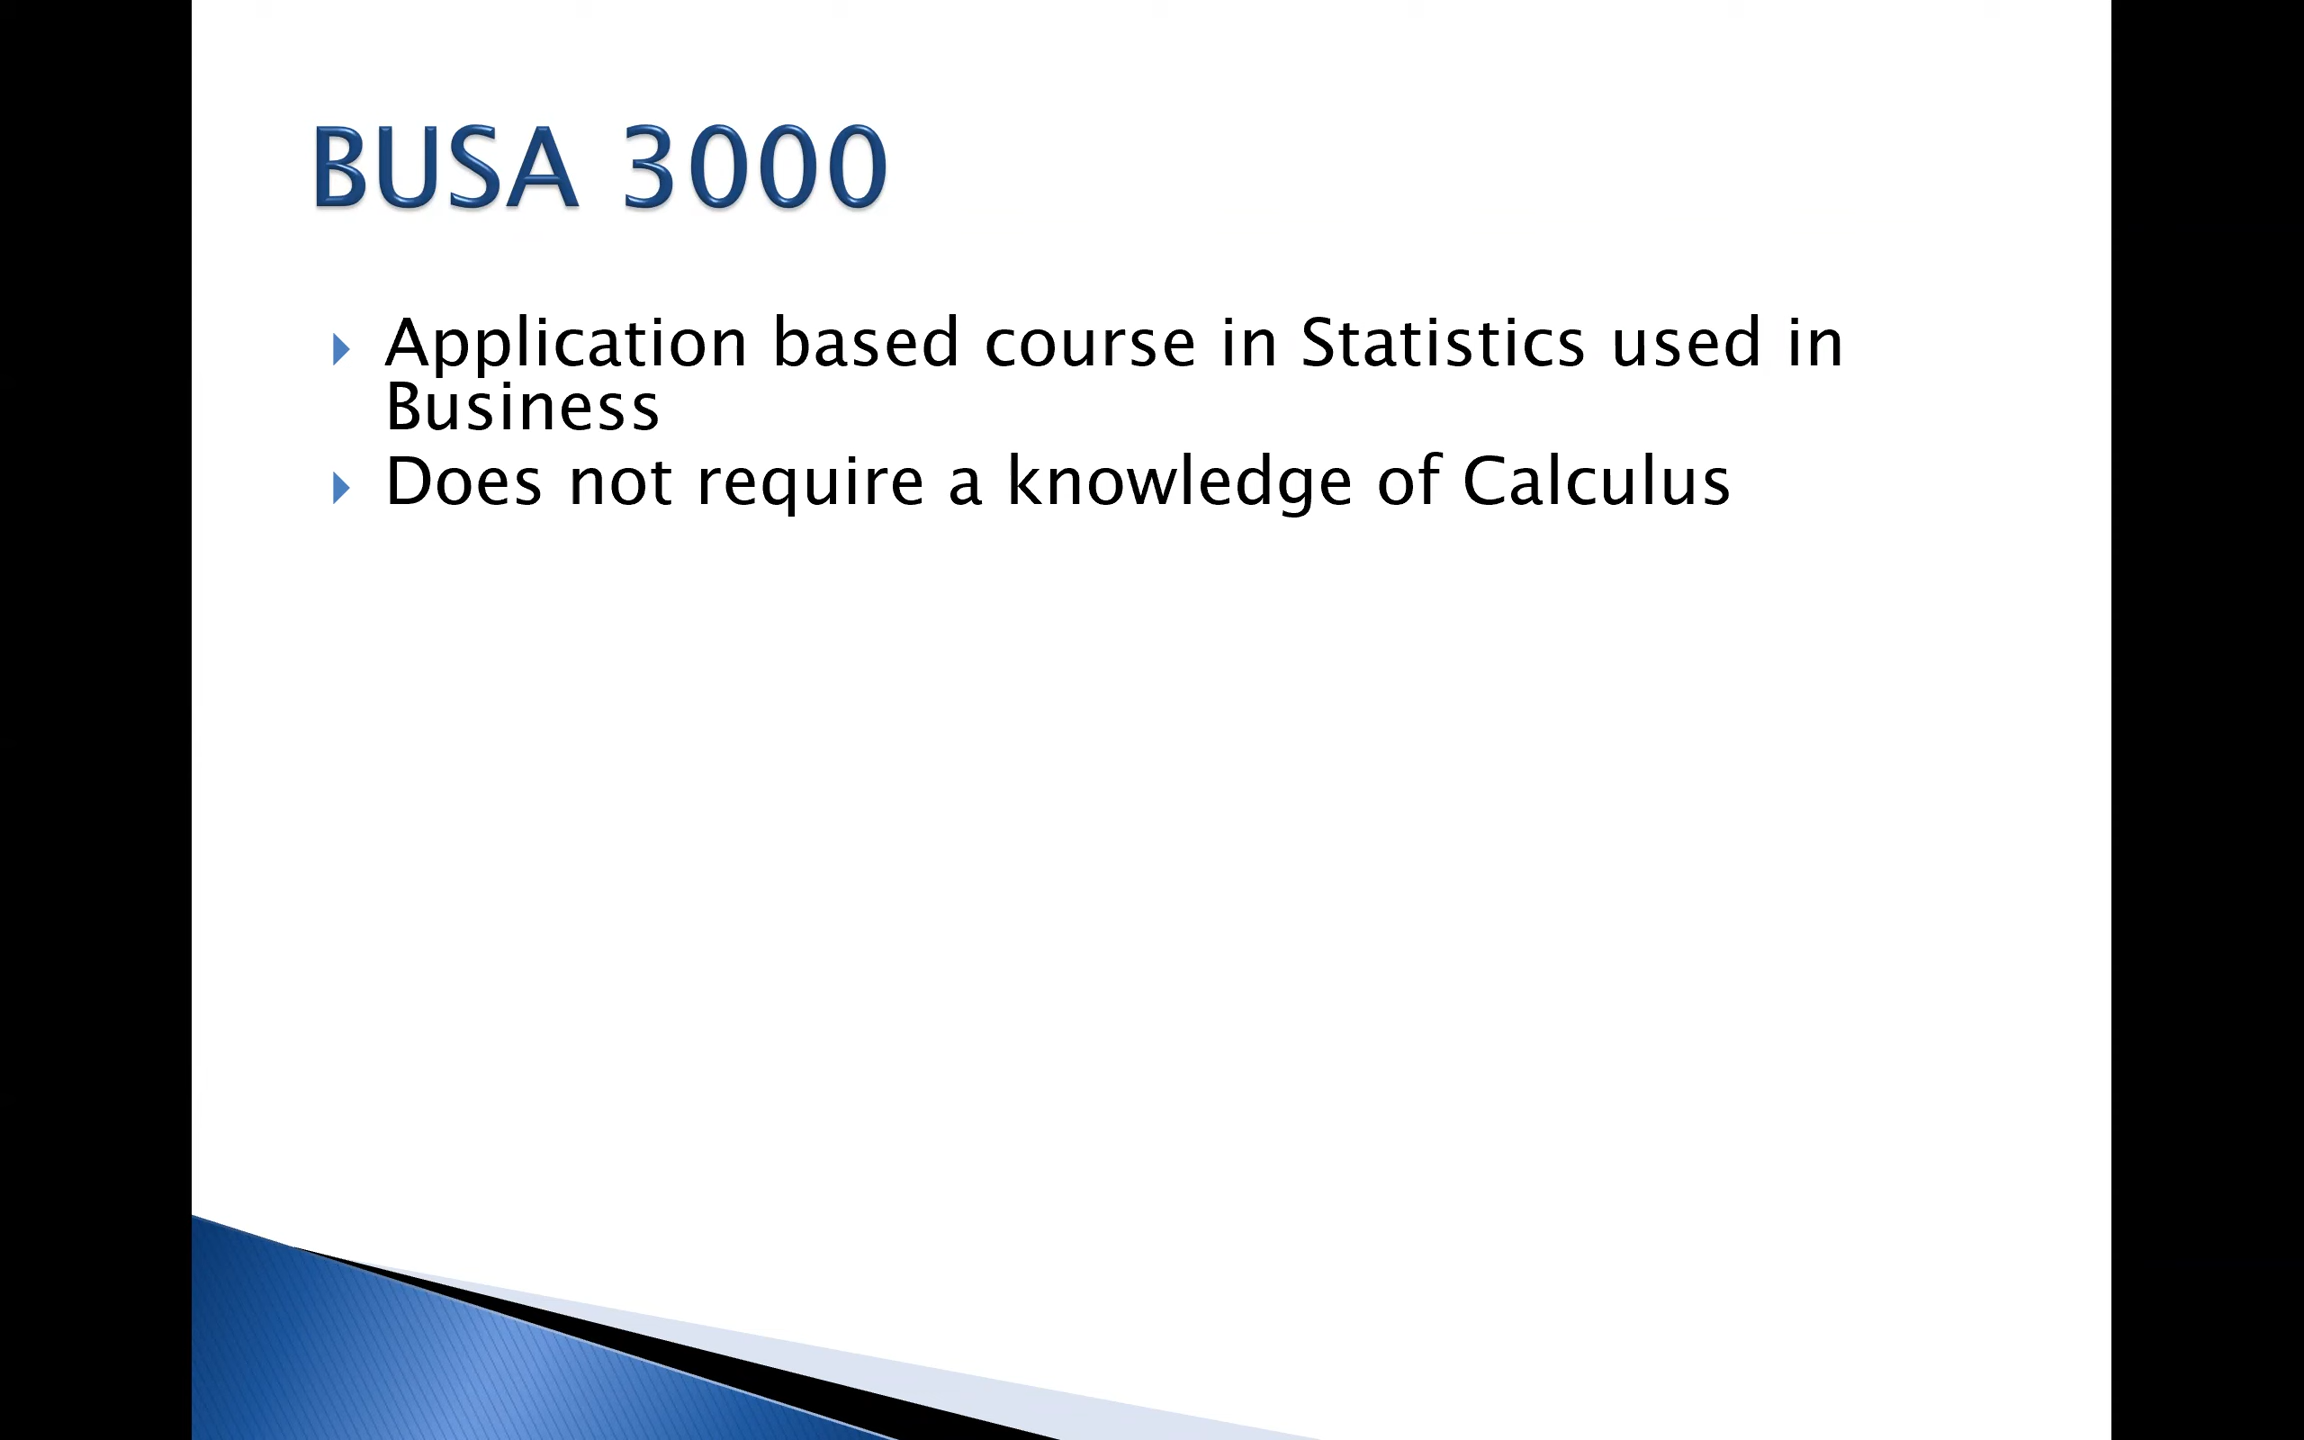 BUSA 3000
Application based course in Statistics used in
Business
Does not require a knowledge of Calculus